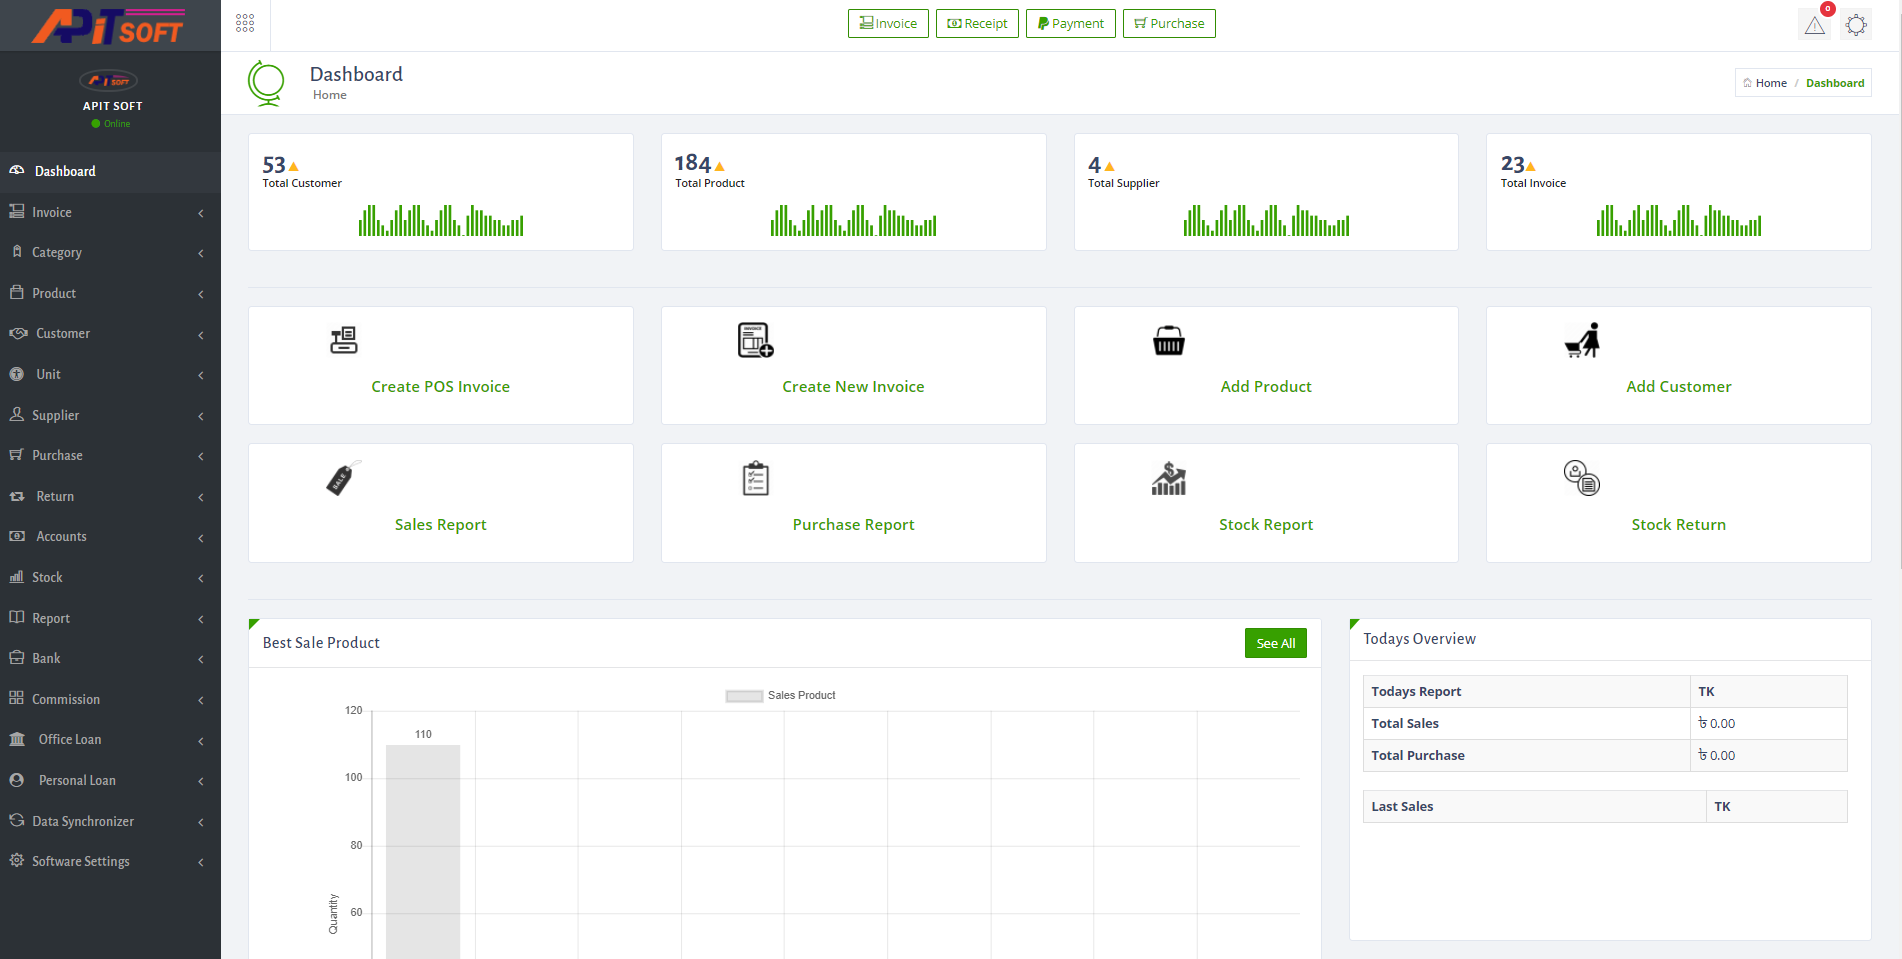 APIT SOFT
Invoice
Receipt
Payment
Purchase
0
APIT SOFT
APIT SOFT
Online
Dashboard
Home
Home / Dashboard
Dashboard
Invoice
Category
Product
Customer
Unit
Supplier
Purchase
Return
Accounts
Stock
Report
Bank
Commission
Office Loan
Personal Loan
Data Synchronizer
Software Settings
53
Total Customer
184
Total Product
4
Total Supplier
23
Total Invoice
INVOICE
Create POS Invoice
Create New Invoice
Add Product
Add Customer
SALE
$
Sales Report
Purchase Report
Stock Report
Stock Return
Best Sale Product
See All
Sales Product
120
110
100
80
60
Quantity
Todays Overview
Todays Report TK
Total Sales ৳ 0.00
Total Purchase ৳ 0.00
Last Sales TK